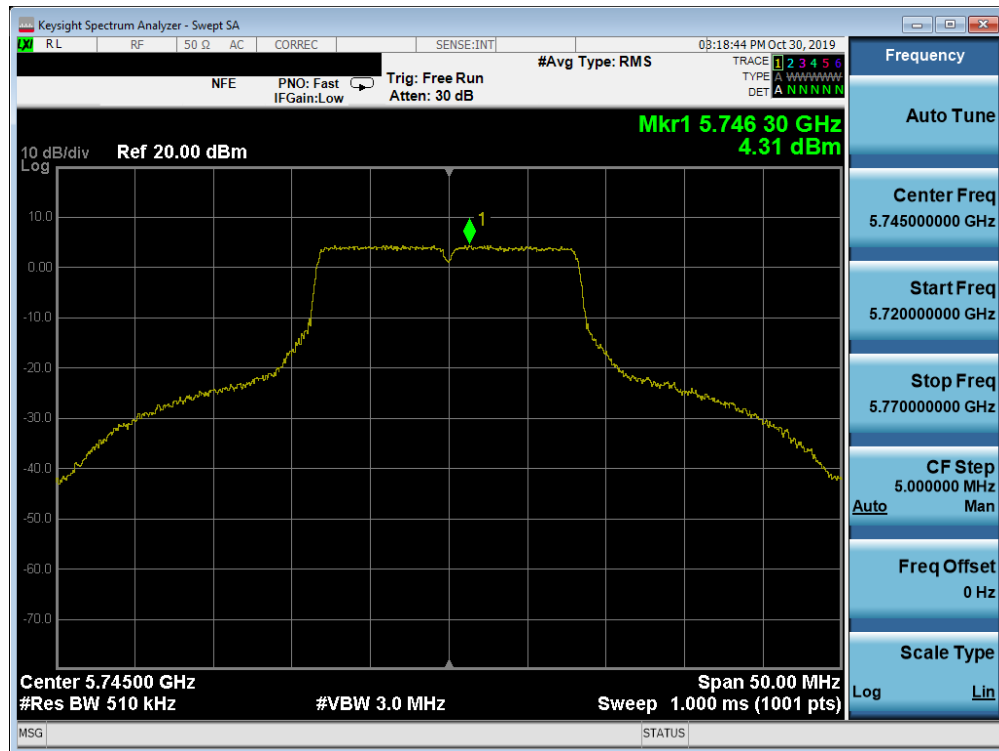 Keysight Spectrum Analyzer - Swept SA
LXI RL RF 50 Ω AC CORREC SENSE:INT 03:18:44 PM Oct 30, 2019
#Avg Type: RMS
TRACE 1 2 3 4 5 6
TYPE A WWWWW
DET A N N N N N
NFE PNO: Fast Trig: Free Run
IFGain:Low Atten: 30 dB
Mkr1 5.746 30 GHz
4.31 dBm
10 dB/div Ref 20.00 dBm
Log
10.0
0.00
-10.0
-20.0
-30.0
-40.0
-50.0
-60.0
-70.0
1
Center 5.74500 GHz Span 50.00 MHz
#Res BW 510 kHz #VBW 3.0 MHz Sweep 1.000 ms (1001 pts)
MSG STATUS
Frequency
Auto Tune
Center Freq
5.745000000 GHz
Start Freq
5.720000000 GHz
Stop Freq
5.770000000 GHz
CF Step
5.000000 MHz
Auto Man
Freq Offset
0 Hz
Scale Type
Log Lin